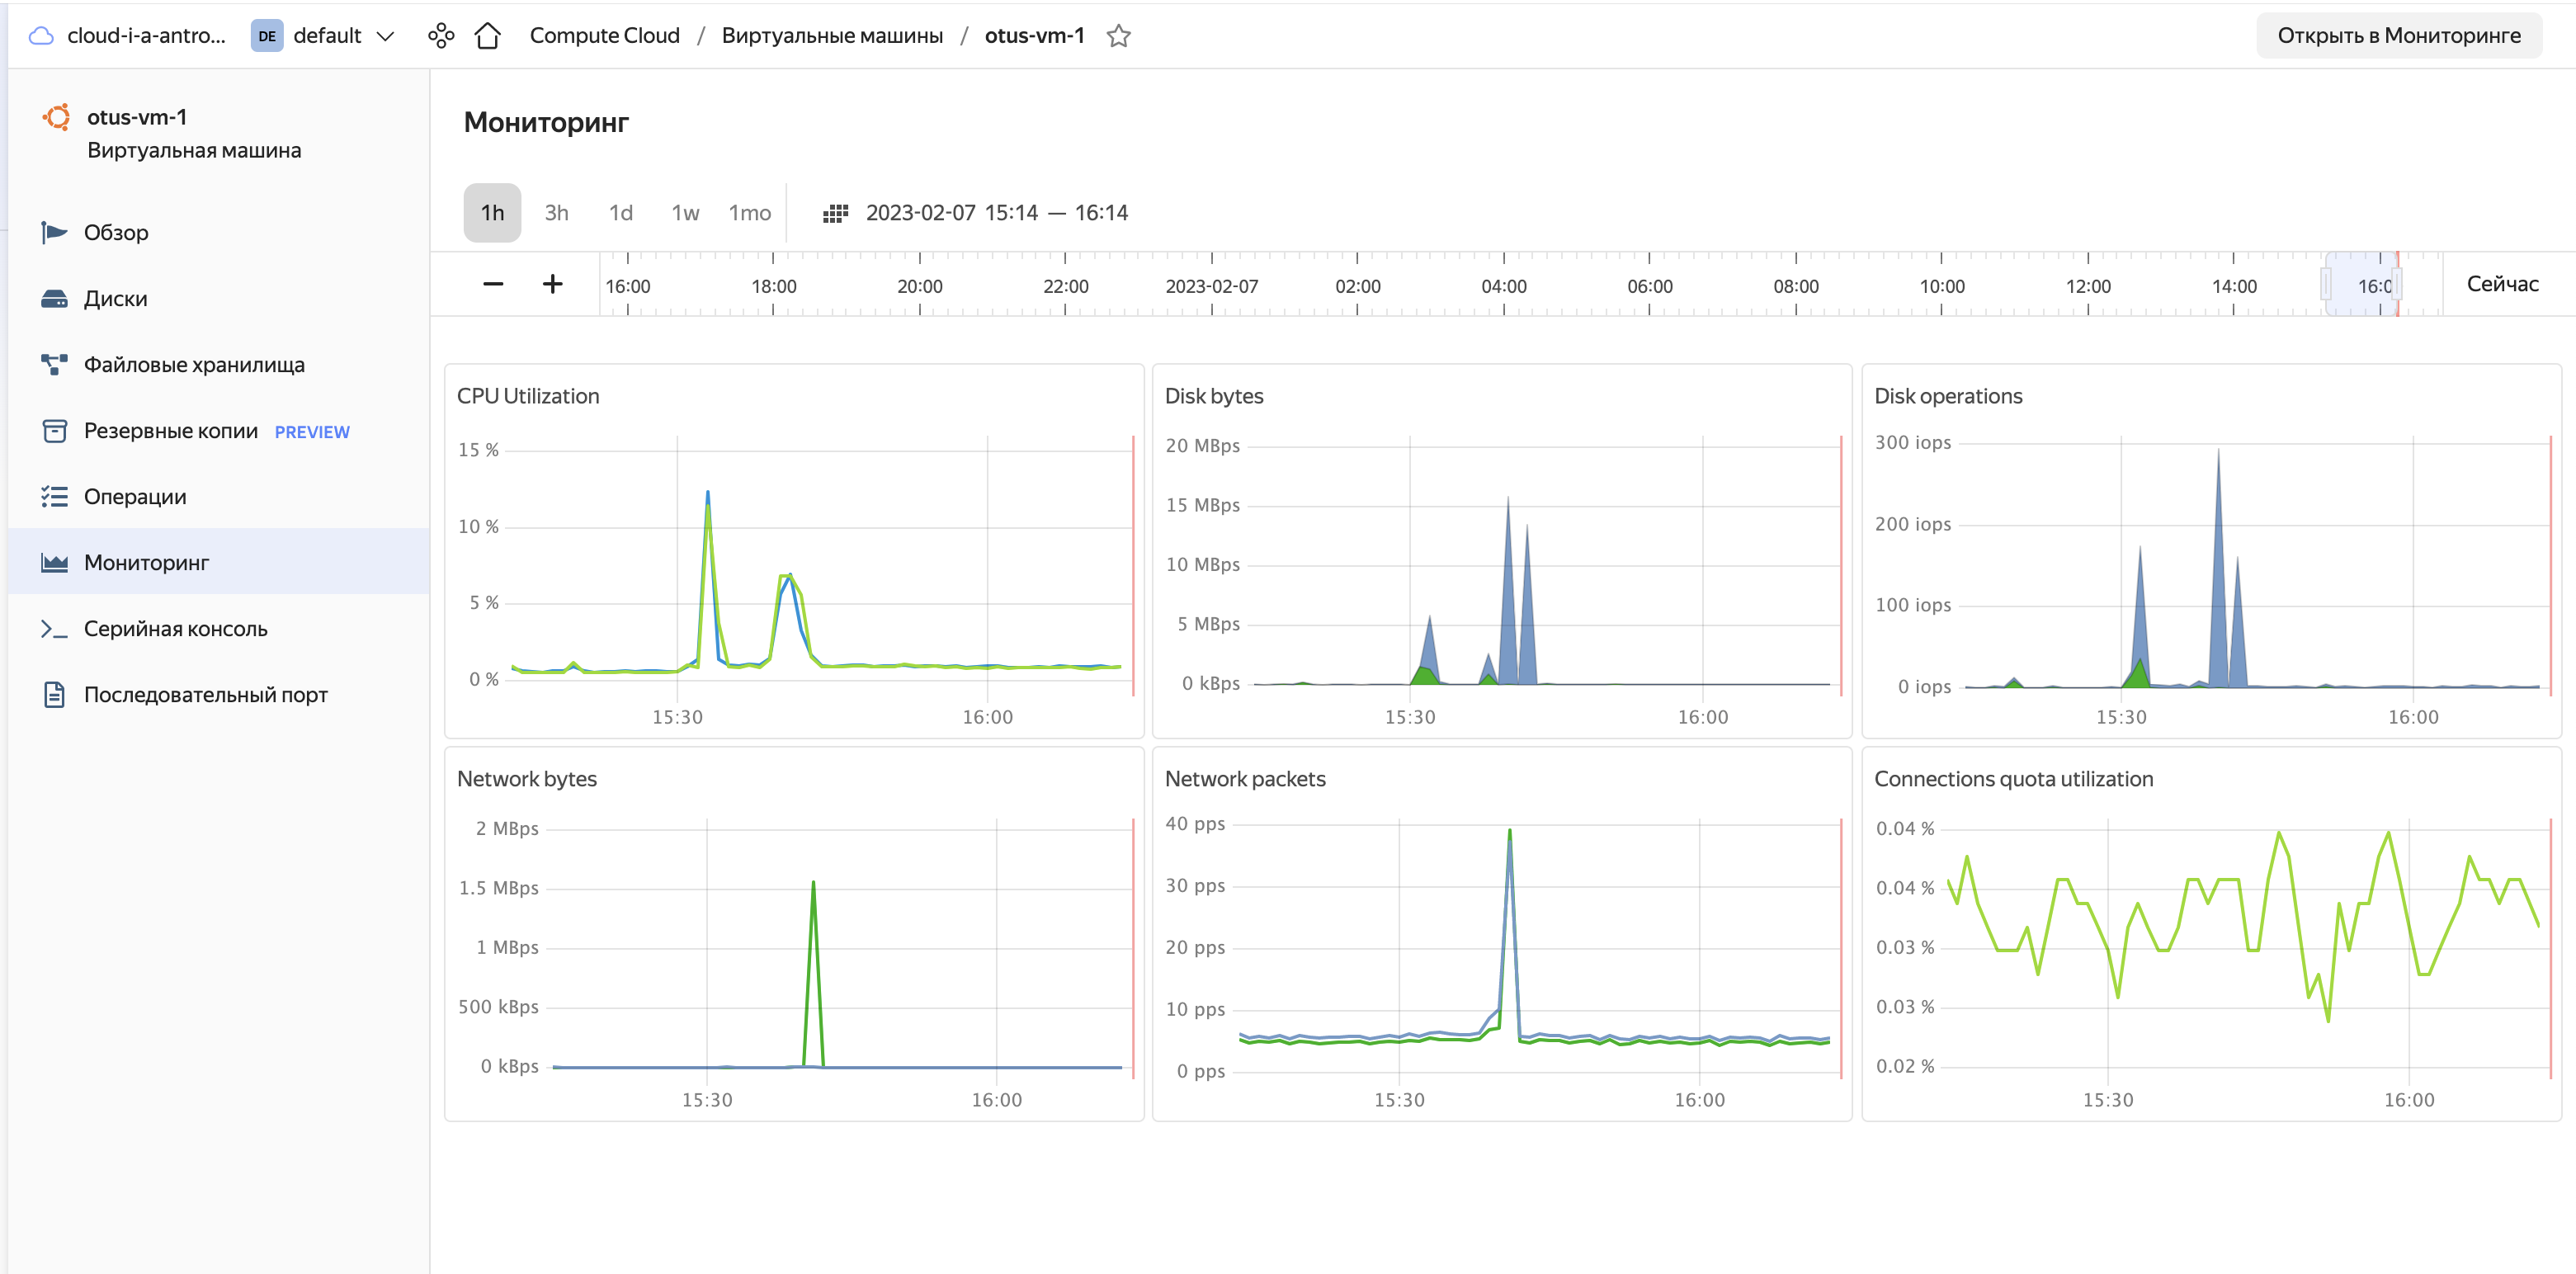 cloud-i-a-antro... DE default Compute Cloud / Виртуальные машины / otus-vm-1 Открыть в Мониторинге
otus-vm-1
Виртуальная машина
Обзор
Диски
Файловые хранилища
Резервные копии PREVIEW
Операции
Мониторинг
Серийная консоль
Последовательный порт
Мониторинг
1h 3h 1d 1w 1mo 2023-02-07 15:14 — 16:14
− + 16:00 18:00 20:00 22:00 2023-02-07 02:00 04:00 06:00 08:00 10:00 12:00 14:00 16:0 Сейчас
CPU Utilization
15 %
10 %
5 %
0 %
15:30 16:00
Disk bytes
20 MBps
15 MBps
10 MBps
5 MBps
0 kBps
15:30 16:00
Disk operations
300 iops
200 iops
100 iops
0 iops
15:30 16:00
Network bytes
2 MBps
1.5 MBps
1 MBps
500 kBps
0 kBps
15:30 16:00
Network packets
40 pps
30 pps
20 pps
10 pps
0 pps
15:30 16:00
Connections quota utilization
0.04 %
0.04 %
0.03 %
0.03 %
0.02 %
15:30 16:00